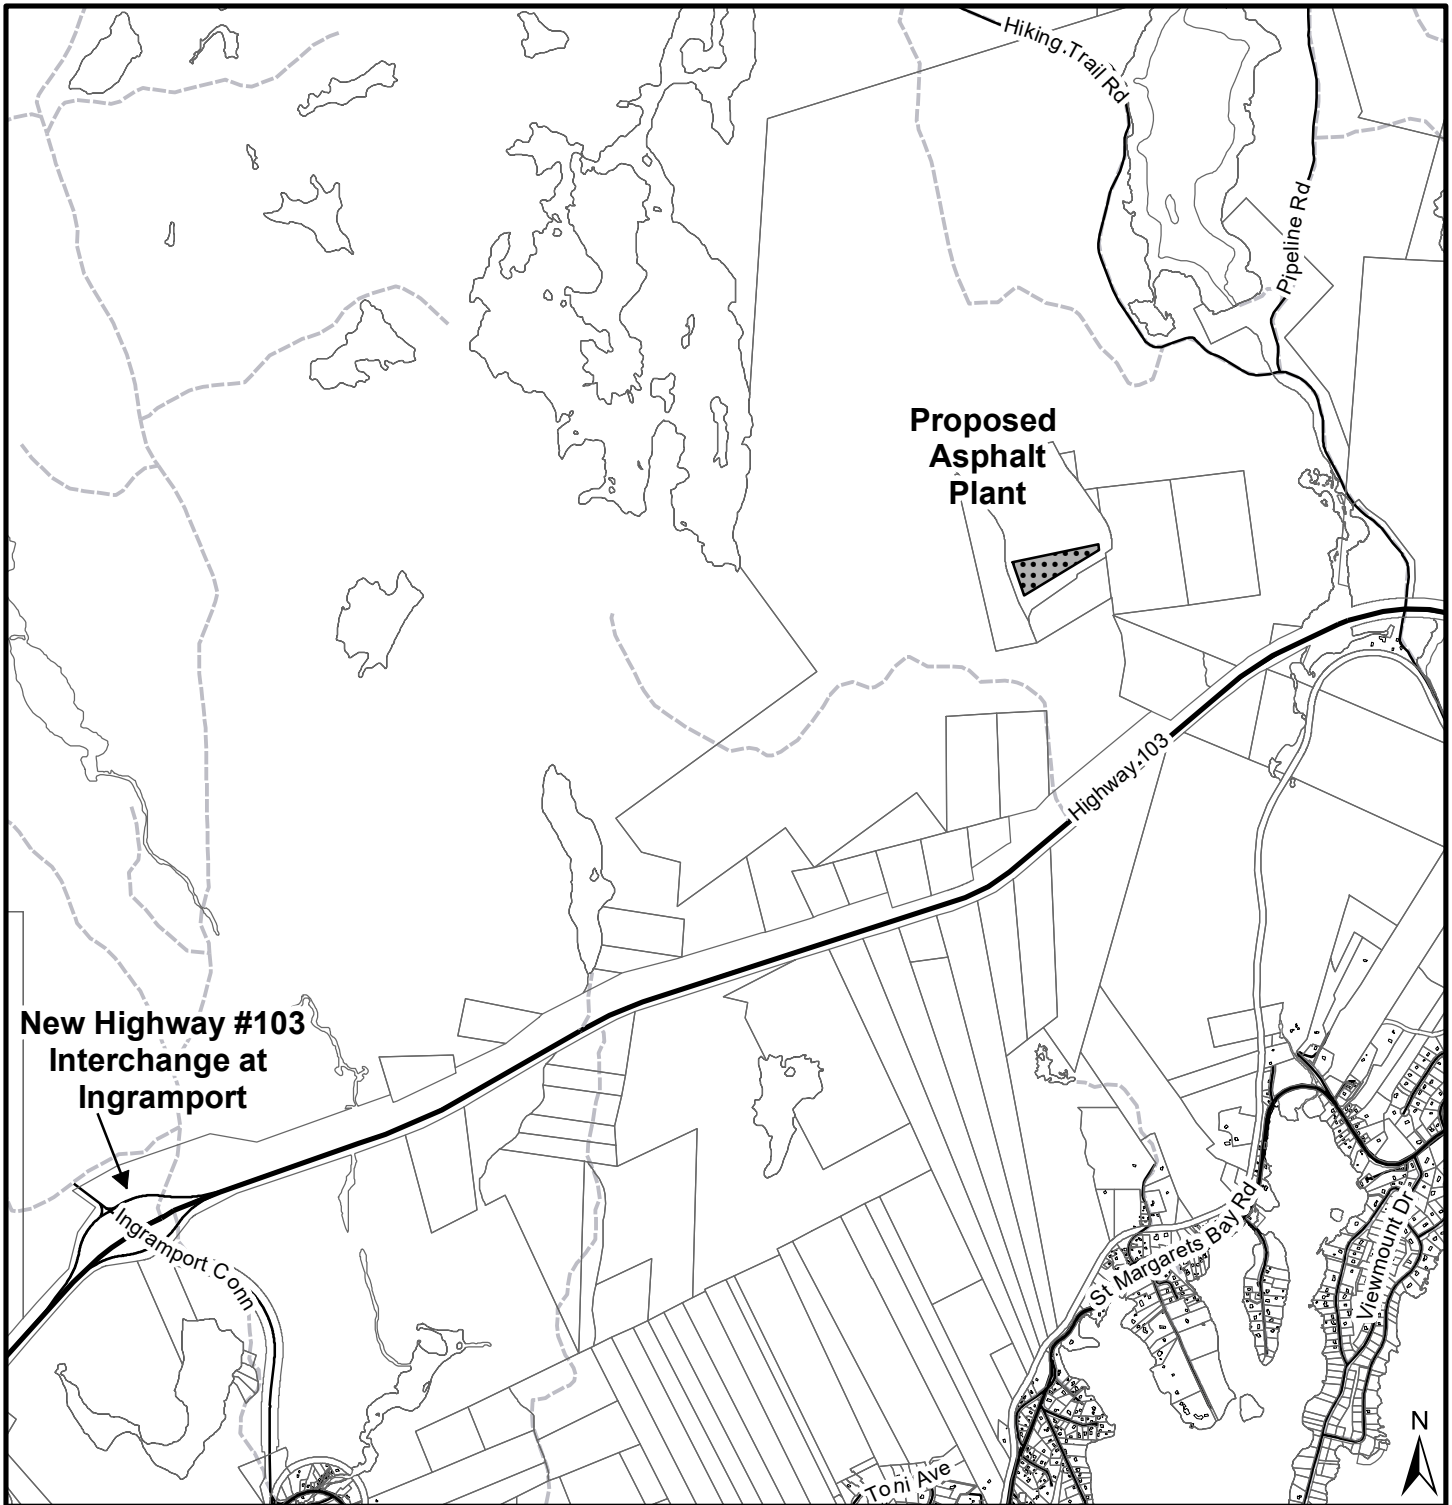 Hiking Trail Rd
Pipeline Rd
Proposed
Asphalt
Plant
Highway 103
New Highway #103
Interchange at
Ingramport
Ingramport Conn
St Margarets Bay Rd
Viewmount Dr
Toni Ave
N